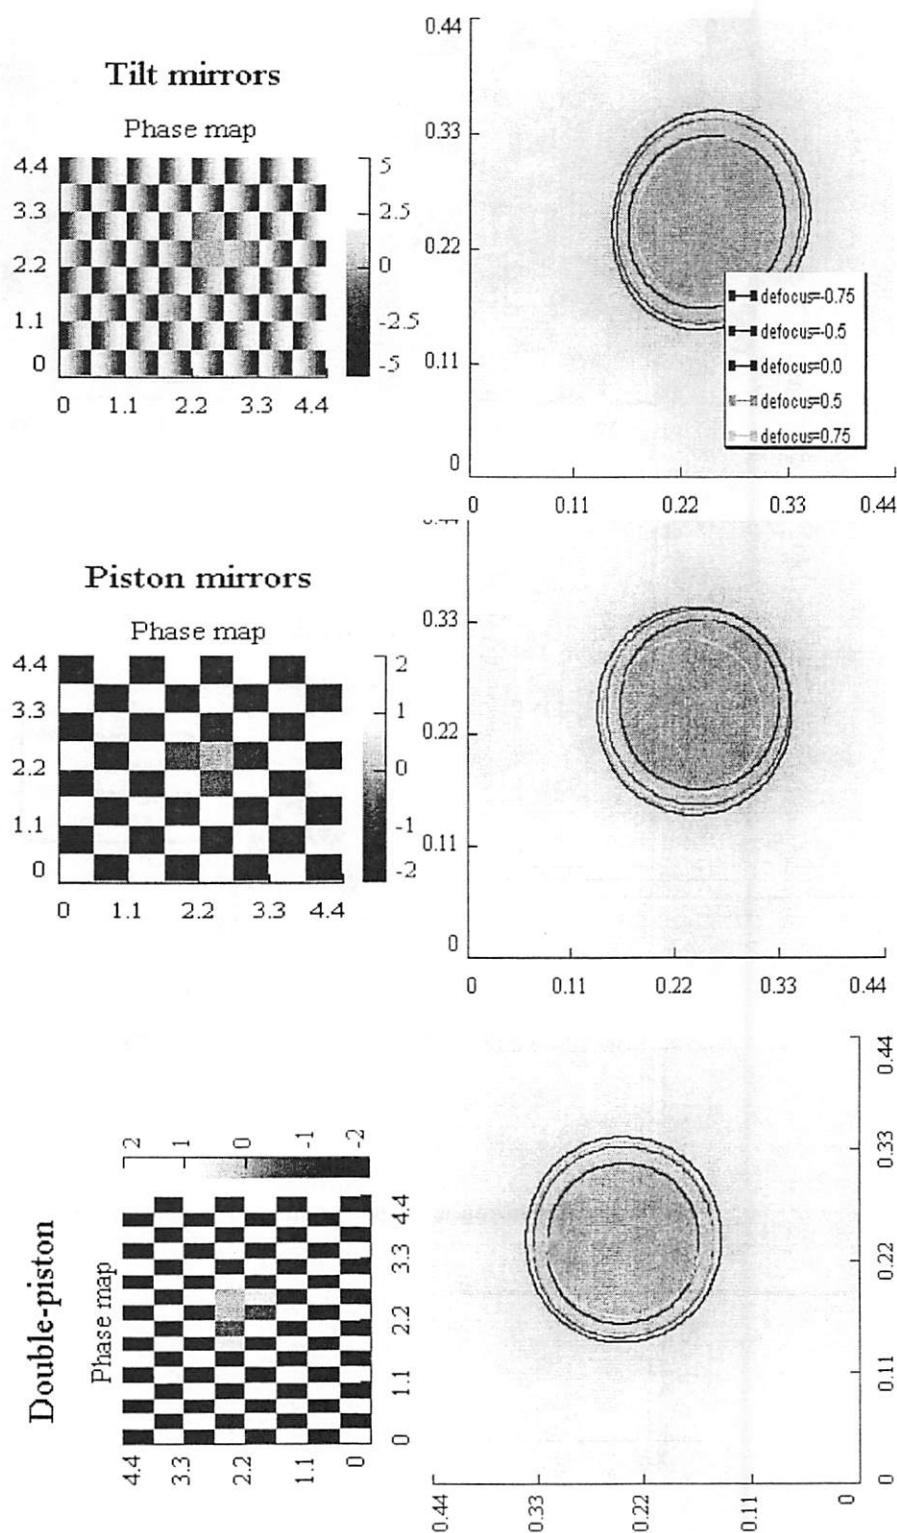 Tilt mirrors
Phase map
4.4
3.3
2.2
1.1
0
0 1.1 2.2 3.3 4.4
5
2.5
0
-2.5
-5
0.44
0.33
0.22
0.11
0
0 0.11 0.22 0.33 0.44
defocus=-0.75
defocus=-0.5
defocus=0.0
defocus=0.5
defocus=0.75
Piston mirrors
Phase map
4.4
3.3
2.2
1.1
0
0 1.1 2.2 3.3 4.4
2
1
0
-1
-2
0.44
0.33
0.22
0.11
0
0 0.11 0.22 0.33 0.44
Double-piston
Phase map
2 1 0 -1 -2
4.4
3.3
2.2
1.1
0
4.4 3.3 2.2 1.1 0
0.44
0.33
0.22
0.11
0
0.44 0.33 0.22 0.11 0